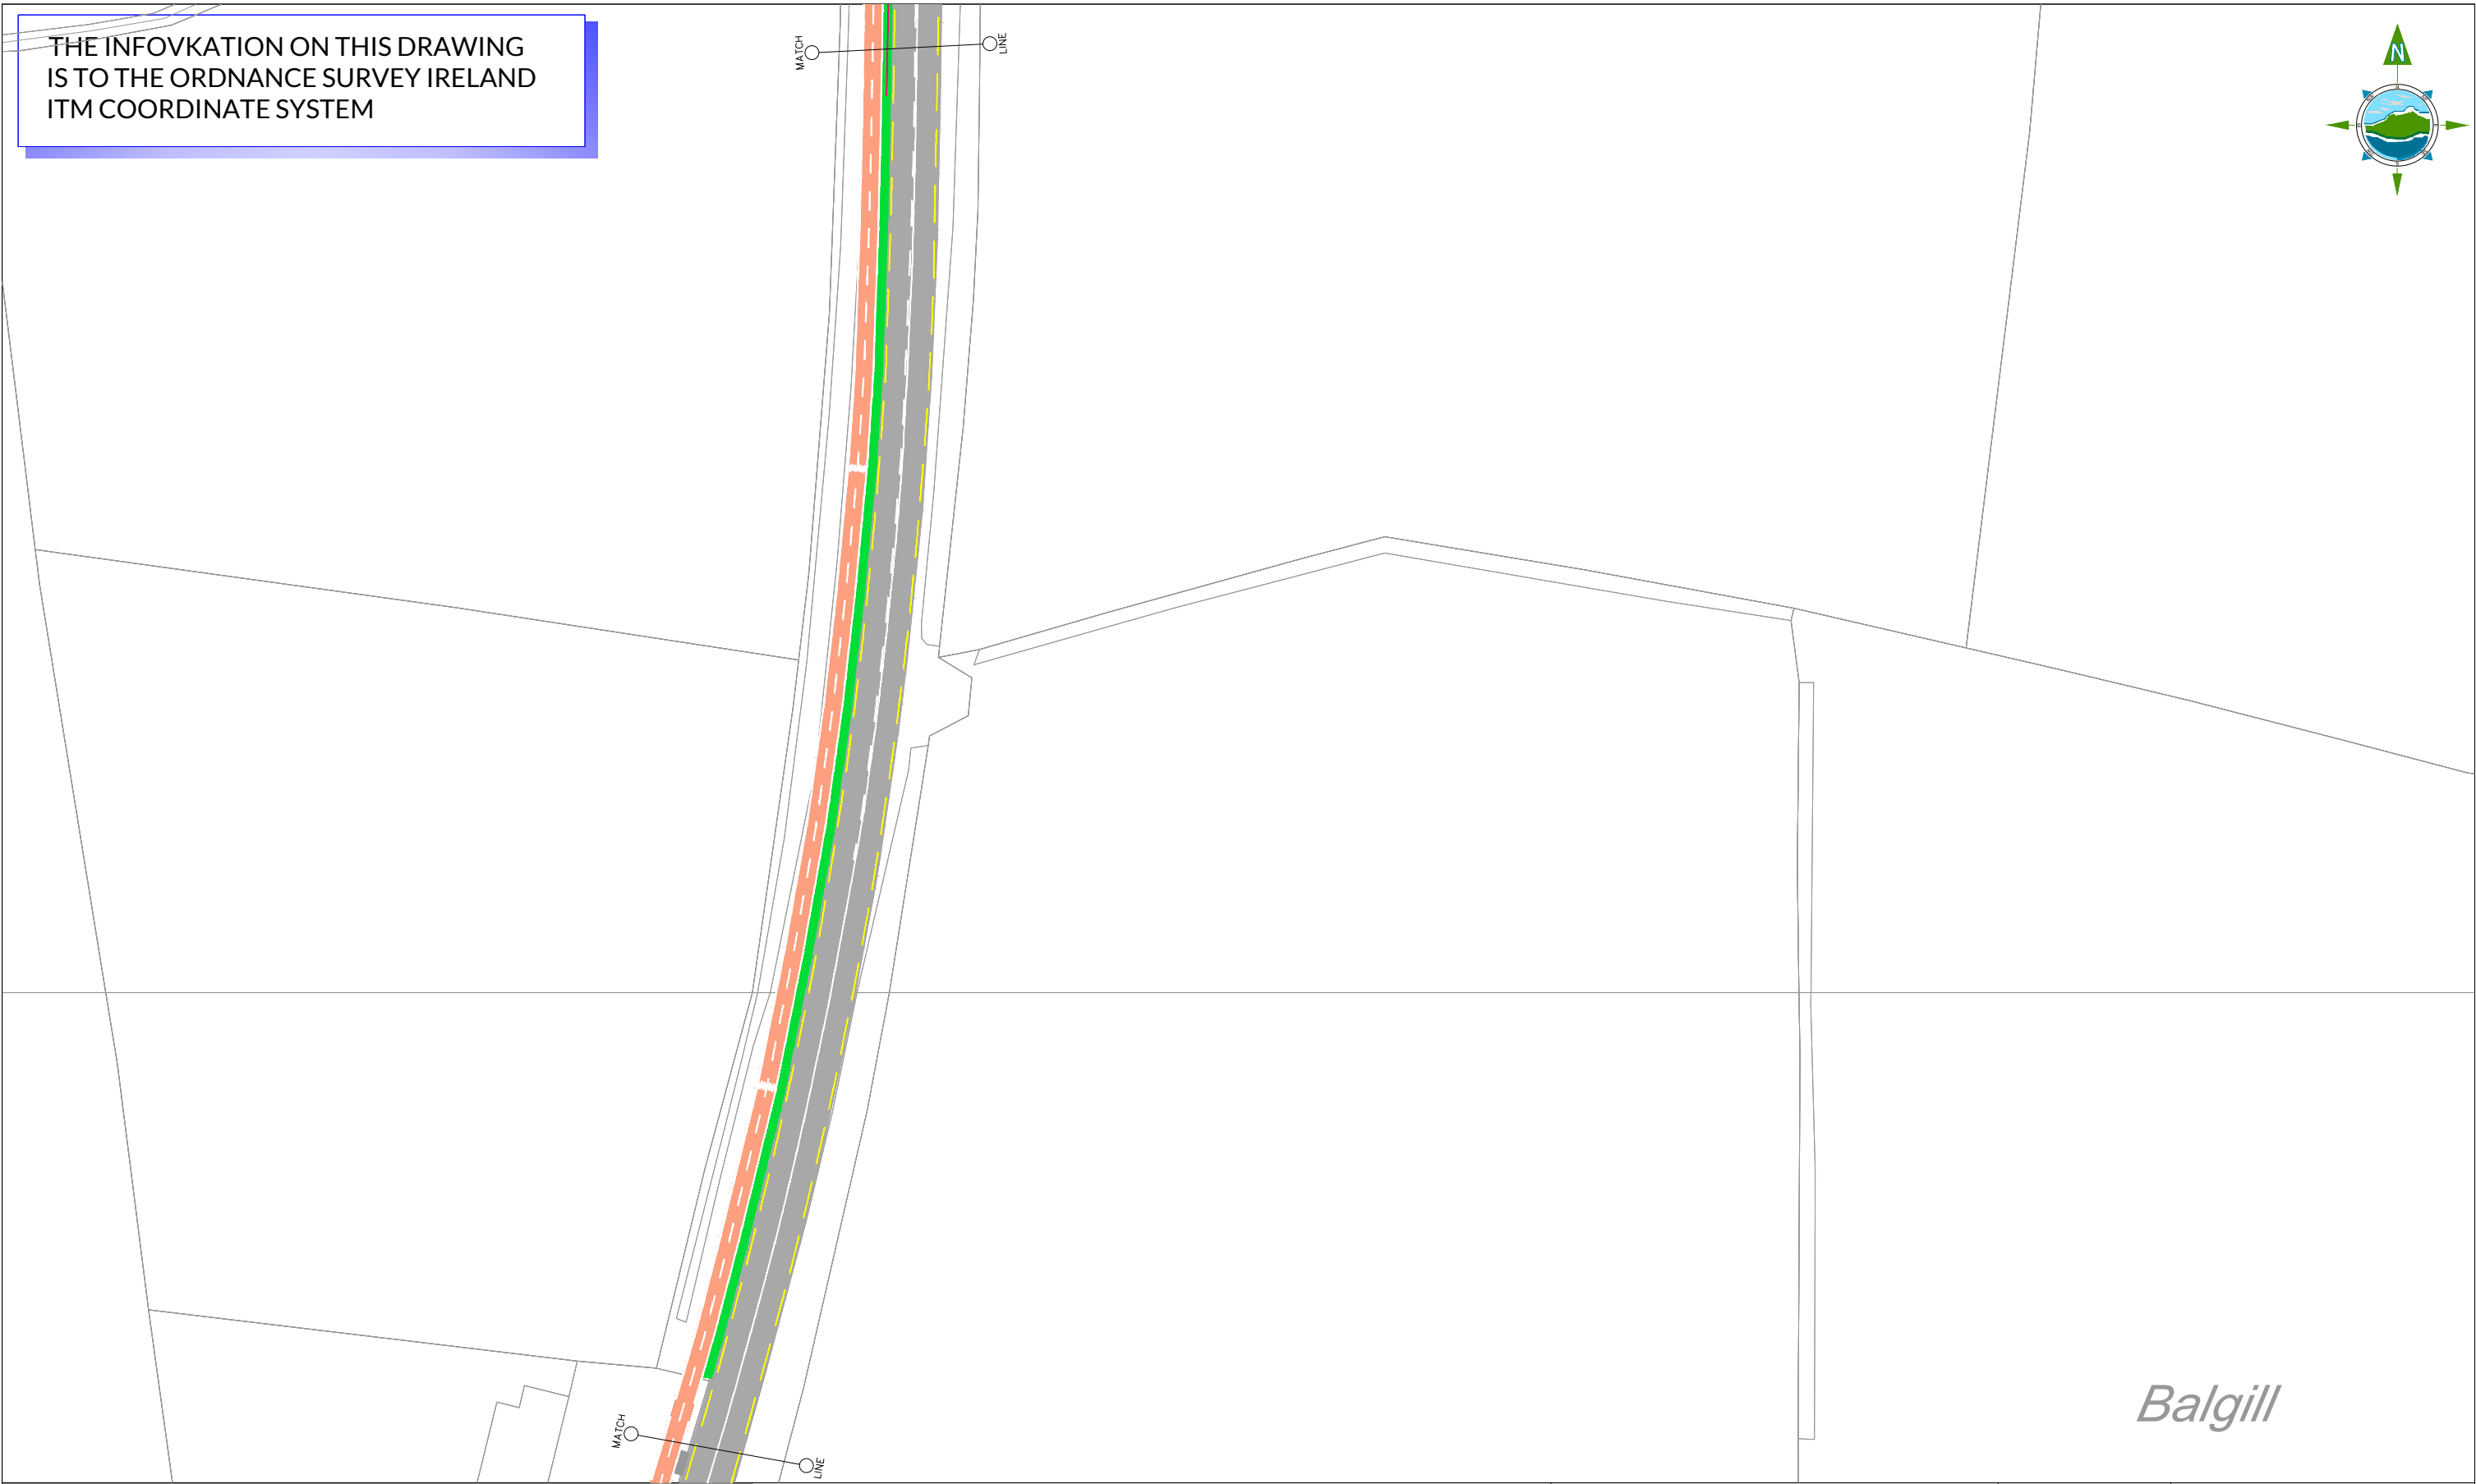 THE INFOVKATION ON THIS DRAWING
IS TO THE ORDNANCE SURVEY IRELAND
ITM COORDINATE SYSTEM
MATCH
LINE
N
MATCH
LINE
Balgill